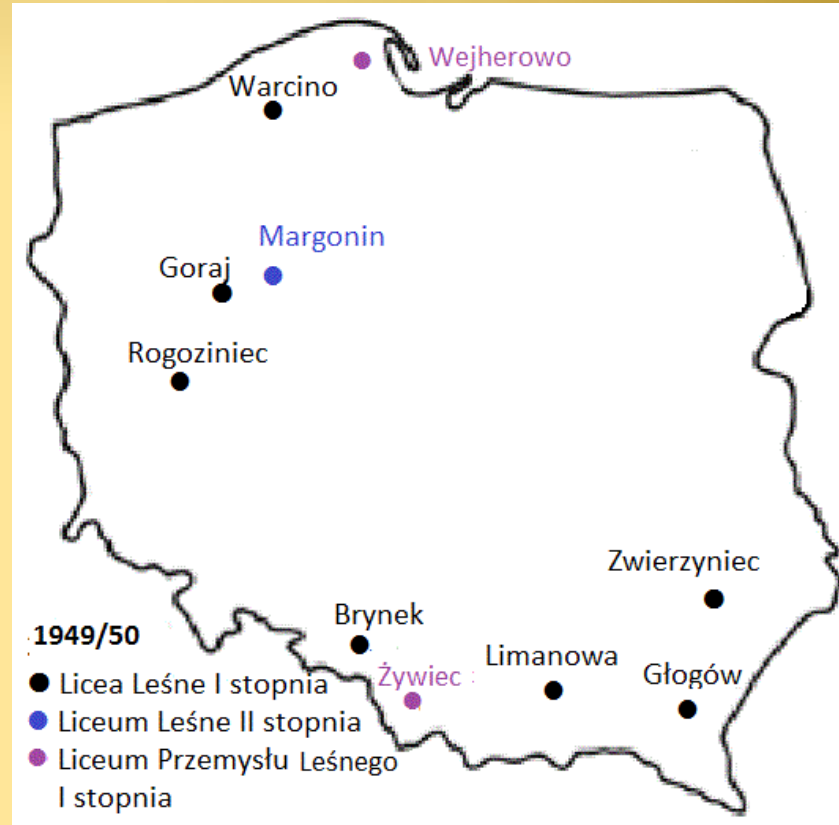 Wejherowo
Warcino
Margonin
Goraj
Rogoziniec
Zwierzyniec
Brynek
Limanowa
Głogów
Żywiec
1949/50
Licea Leśne I stopnia
Liceum Leśne II stopnia
Liceum Przemysłu Leśnego
I stopnia